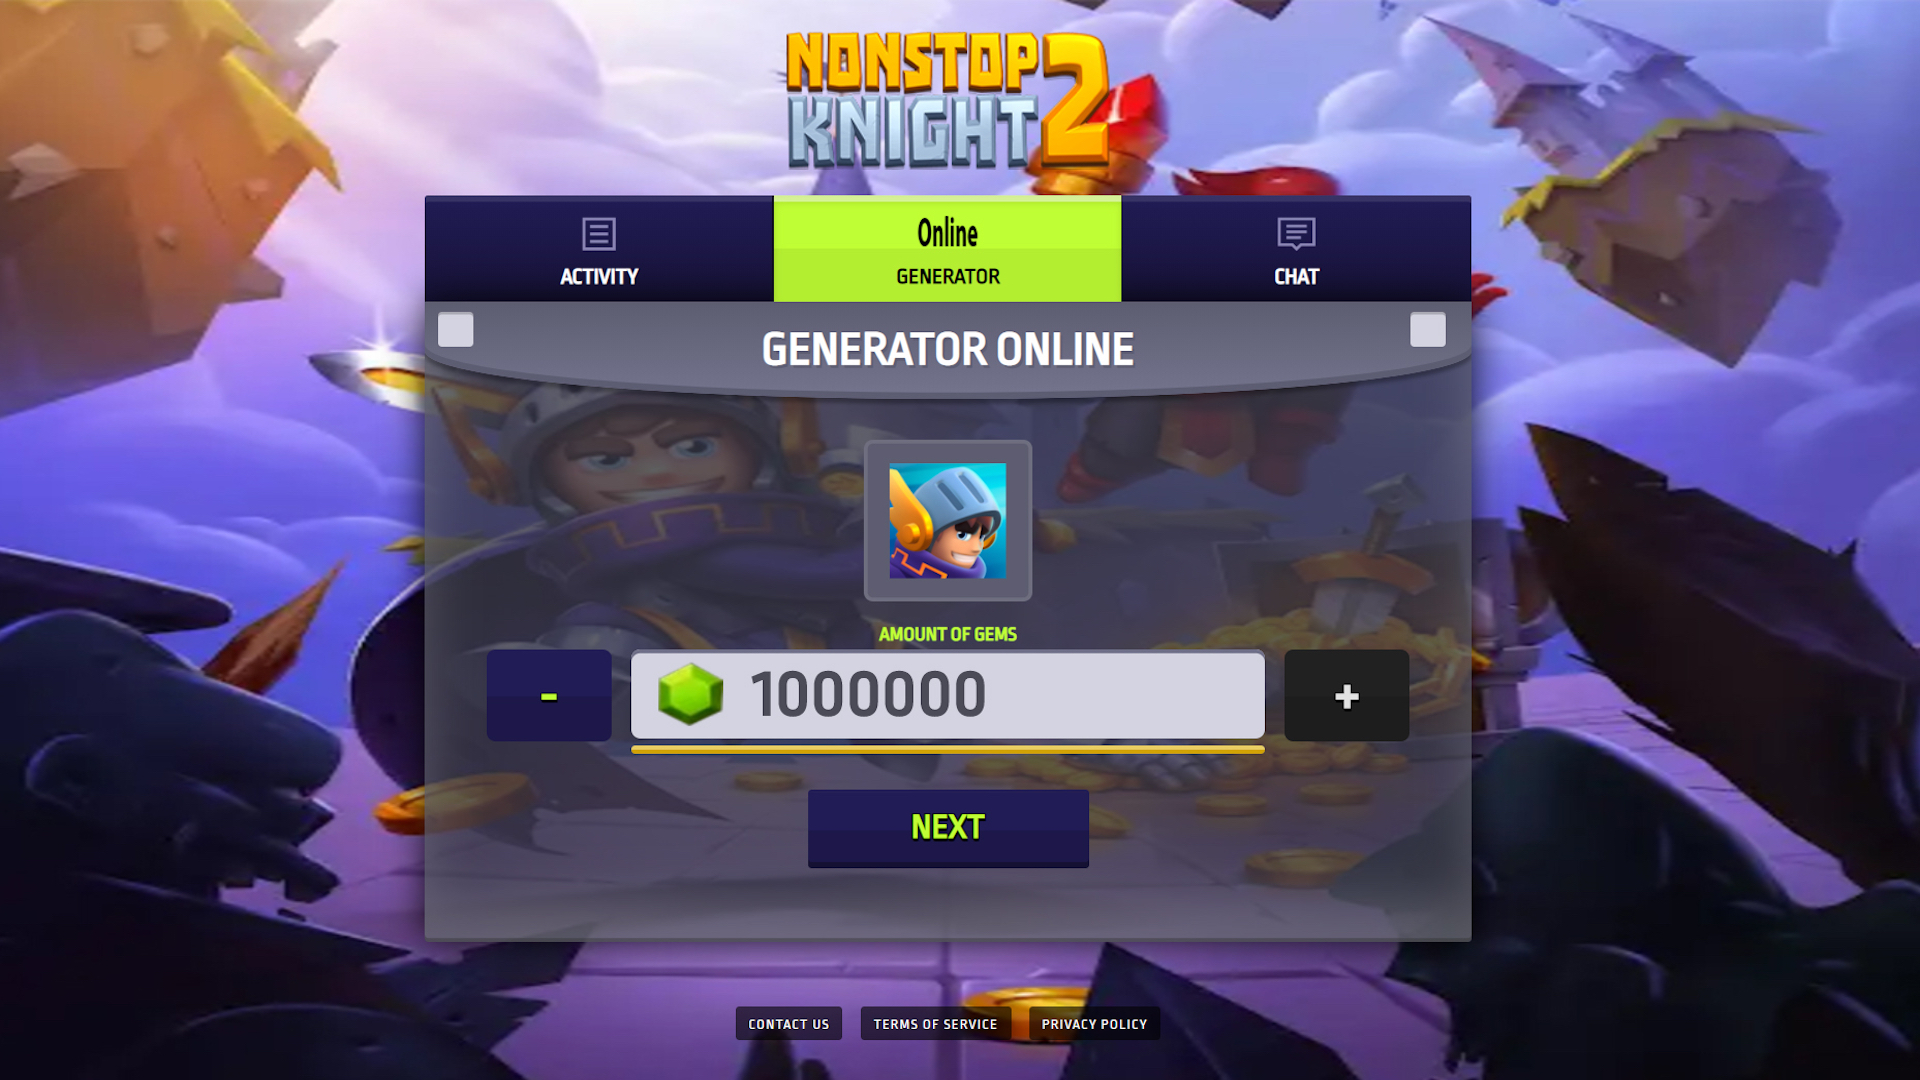 NONSTOP
KNIGHT 2
ACTIVITY
Online
GENERATOR
CHAT
GENERATOR ONLINE
AMOUNT OF GEMS
-
1000000
+
NEXT
CONTACT US
TERMS OF SERVICE
PRIVACY POLICY